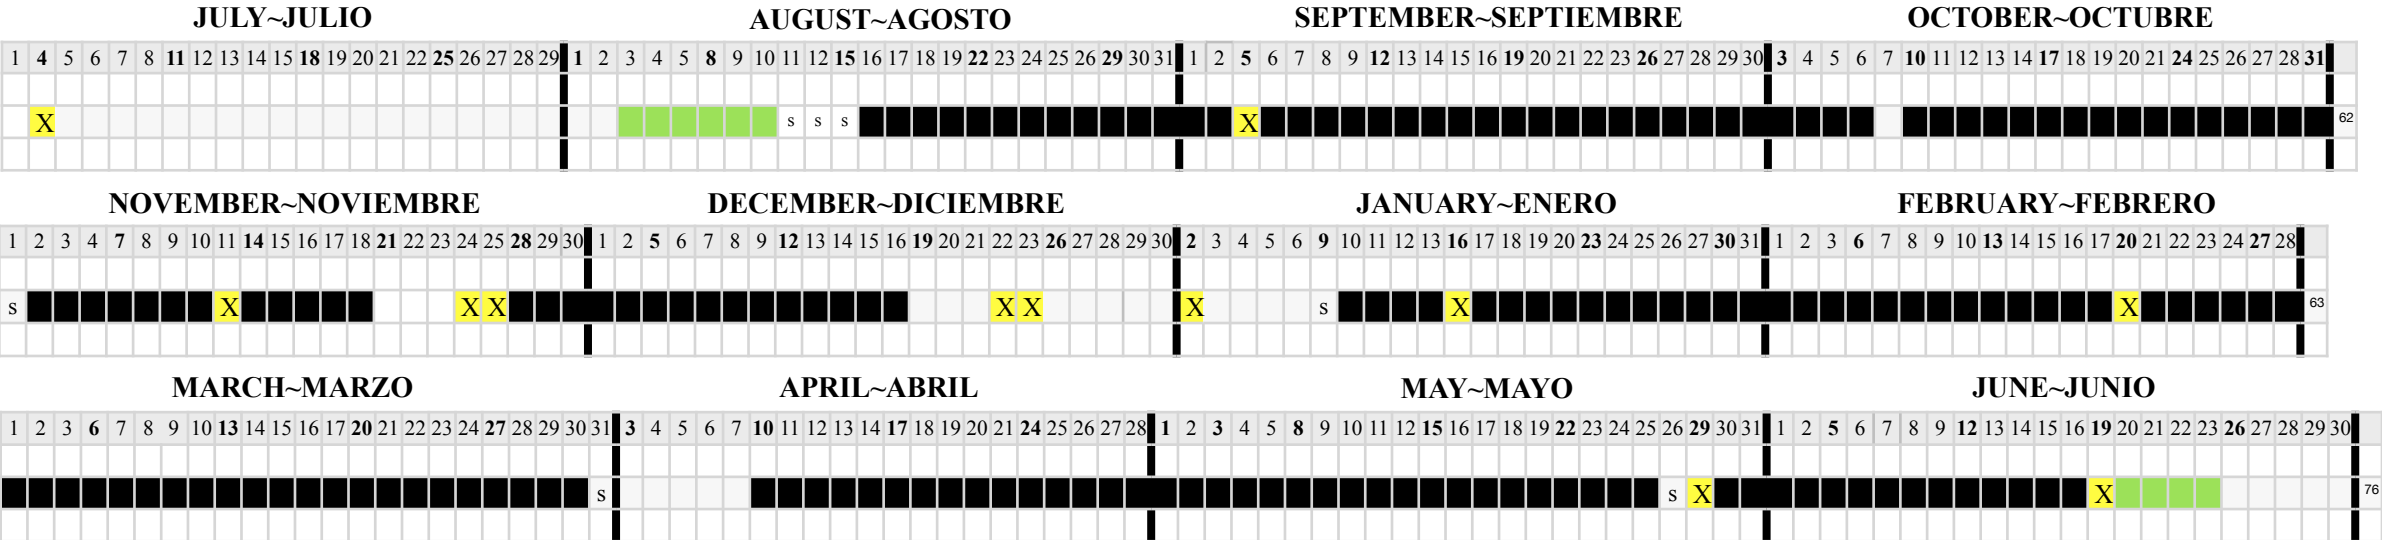 JULY~JULIO AUGUST~AGOSTO SEPTEMBER~SEPTIEMBRE OCTOBER~OCTUBRE
1 4 5 6 7 8 11 12 13 14 15 18 19 20 21 22 25 26 27 28 29 1 2 3 4 5 8 9 10 11 12 15 16 17 18 19 22 23 24 25 26 29 30 31 1 2 5 6 7 8 9 12 13 14 15 16 19 20 21 22 23 26 27 28 29 30 3 4 5 6 7 10 11 12 13 14 17 18 19 20 21 24 25 26 27 28 31
X s s s X 62
NOVEMBER~NOVIEMBRE DECEMBER~DICIEMBRE JANUARY~ENERO FEBRUARY~FEBRERO
1 2 3 4 7 8 9 10 11 14 15 16 17 18 21 22 23 24 25 28 29 30 1 2 5 6 7 8 9 12 13 14 15 16 19 20 21 22 23 26 27 28 29 30 2 3 4 5 6 9 10 11 12 13 16 17 18 19 20 23 24 25 26 27 30 31 1 2 3 6 7 8 9 10 13 14 15 16 17 20 21 22 23 24 27 28
s X X X X X X s X X 63
MARCH~MARZO APRIL~ABRIL MAY~MAYO JUNE~JUNIO
1 2 3 6 7 8 9 10 13 14 15 16 17 20 21 22 23 24 27 28 29 30 31 3 4 5 6 7 10 11 12 13 14 17 18 19 20 21 24 25 26 27 28 1 2 3 4 5 8 9 10 11 12 15 16 17 18 19 22 23 24 25 26 29 30 31 1 2 5 6 7 8 9 12 13 14 15 16 19 20 21 22 23 26 27 28 29 30
s s X X 76